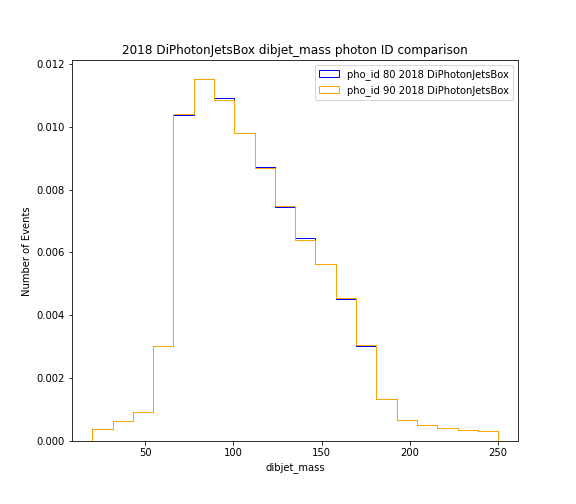 2018 DiPhotonJetsBox dibjet_mass photon ID comparison
pho_id 80 2018 DiPhotonJetsBox
pho_id 90 2018 DiPhotonJetsBox
Number of Events
0.012
0.010
0.008
0.006
0.004
0.002
0.000
50 100 150 200 250
dibjet_mass